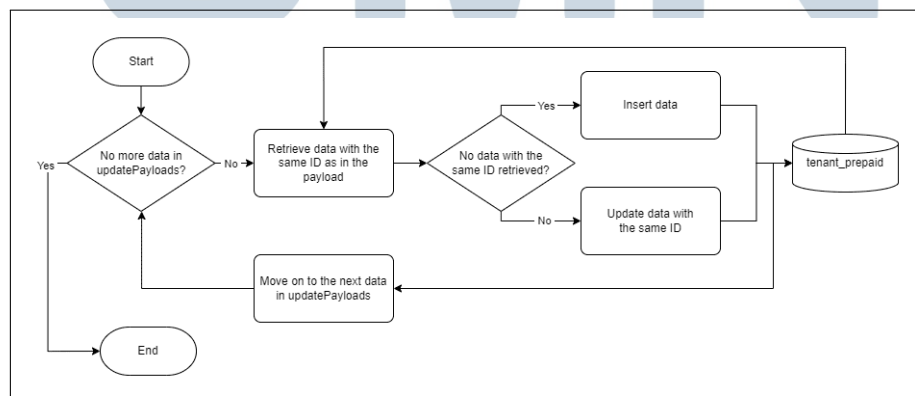 Start
No more data in
updatePayloads?
Yes
No
Retrieve data with the
same ID as in the
payload
No data with the
same ID retrieved?
Yes
Insert data
No
Update data with
the same ID
tenant_prepaid
Move on to the next data
in updatePayloads
End